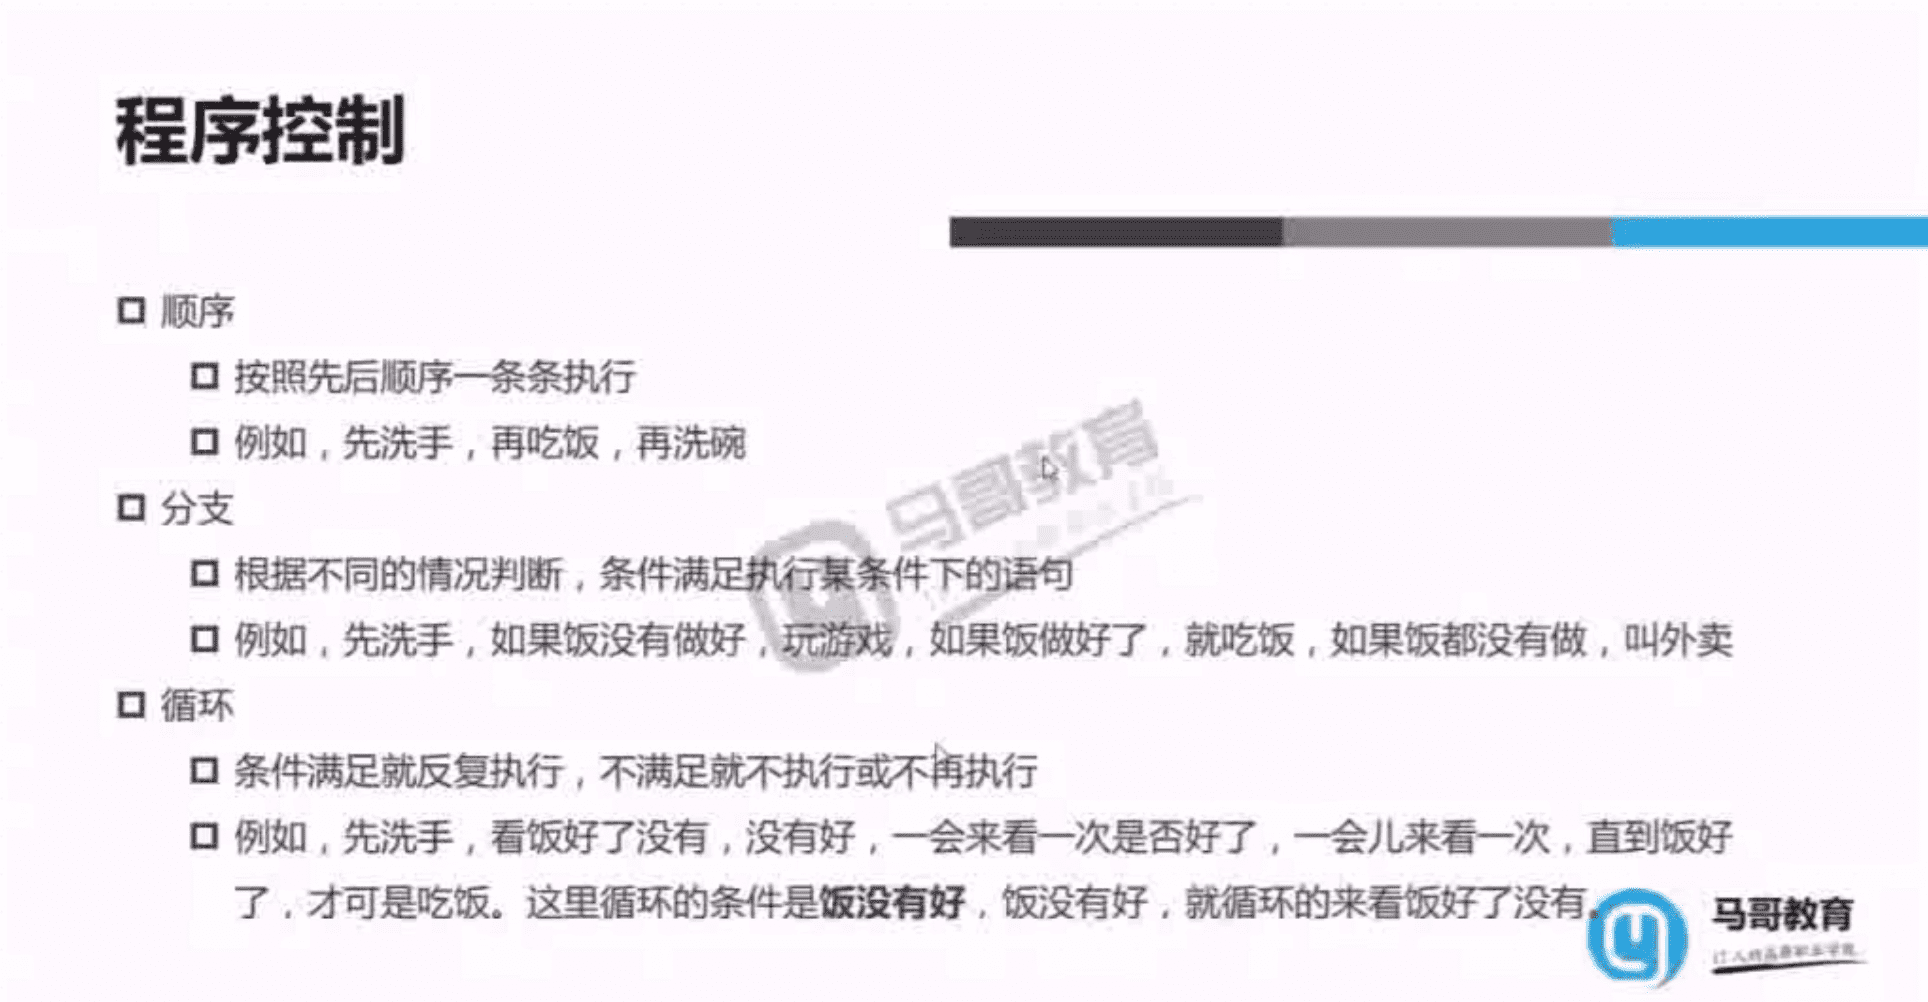 程序控制
顺序
按照先后顺序一条条执行
例如，先洗手，再吃饭，再洗碗
分支
根据不同的情况判断，条件满足执行某条件下的语句
例如，先洗手，如果饭没有做好，玩游戏，如果饭做好了，就吃饭，如果饭都没有做，叫外卖
循环
条件满足就反复执行，不满足就不执行或不再执行
例如，先洗手，看饭好了没有，没有好，一会来看一次是否好了，一会儿来看一次，直到饭好
了，才可是吃饭。这里循环的条件是饭没有好，饭没有好，就循环的来看饭好了没有。
马哥教育
马哥教育